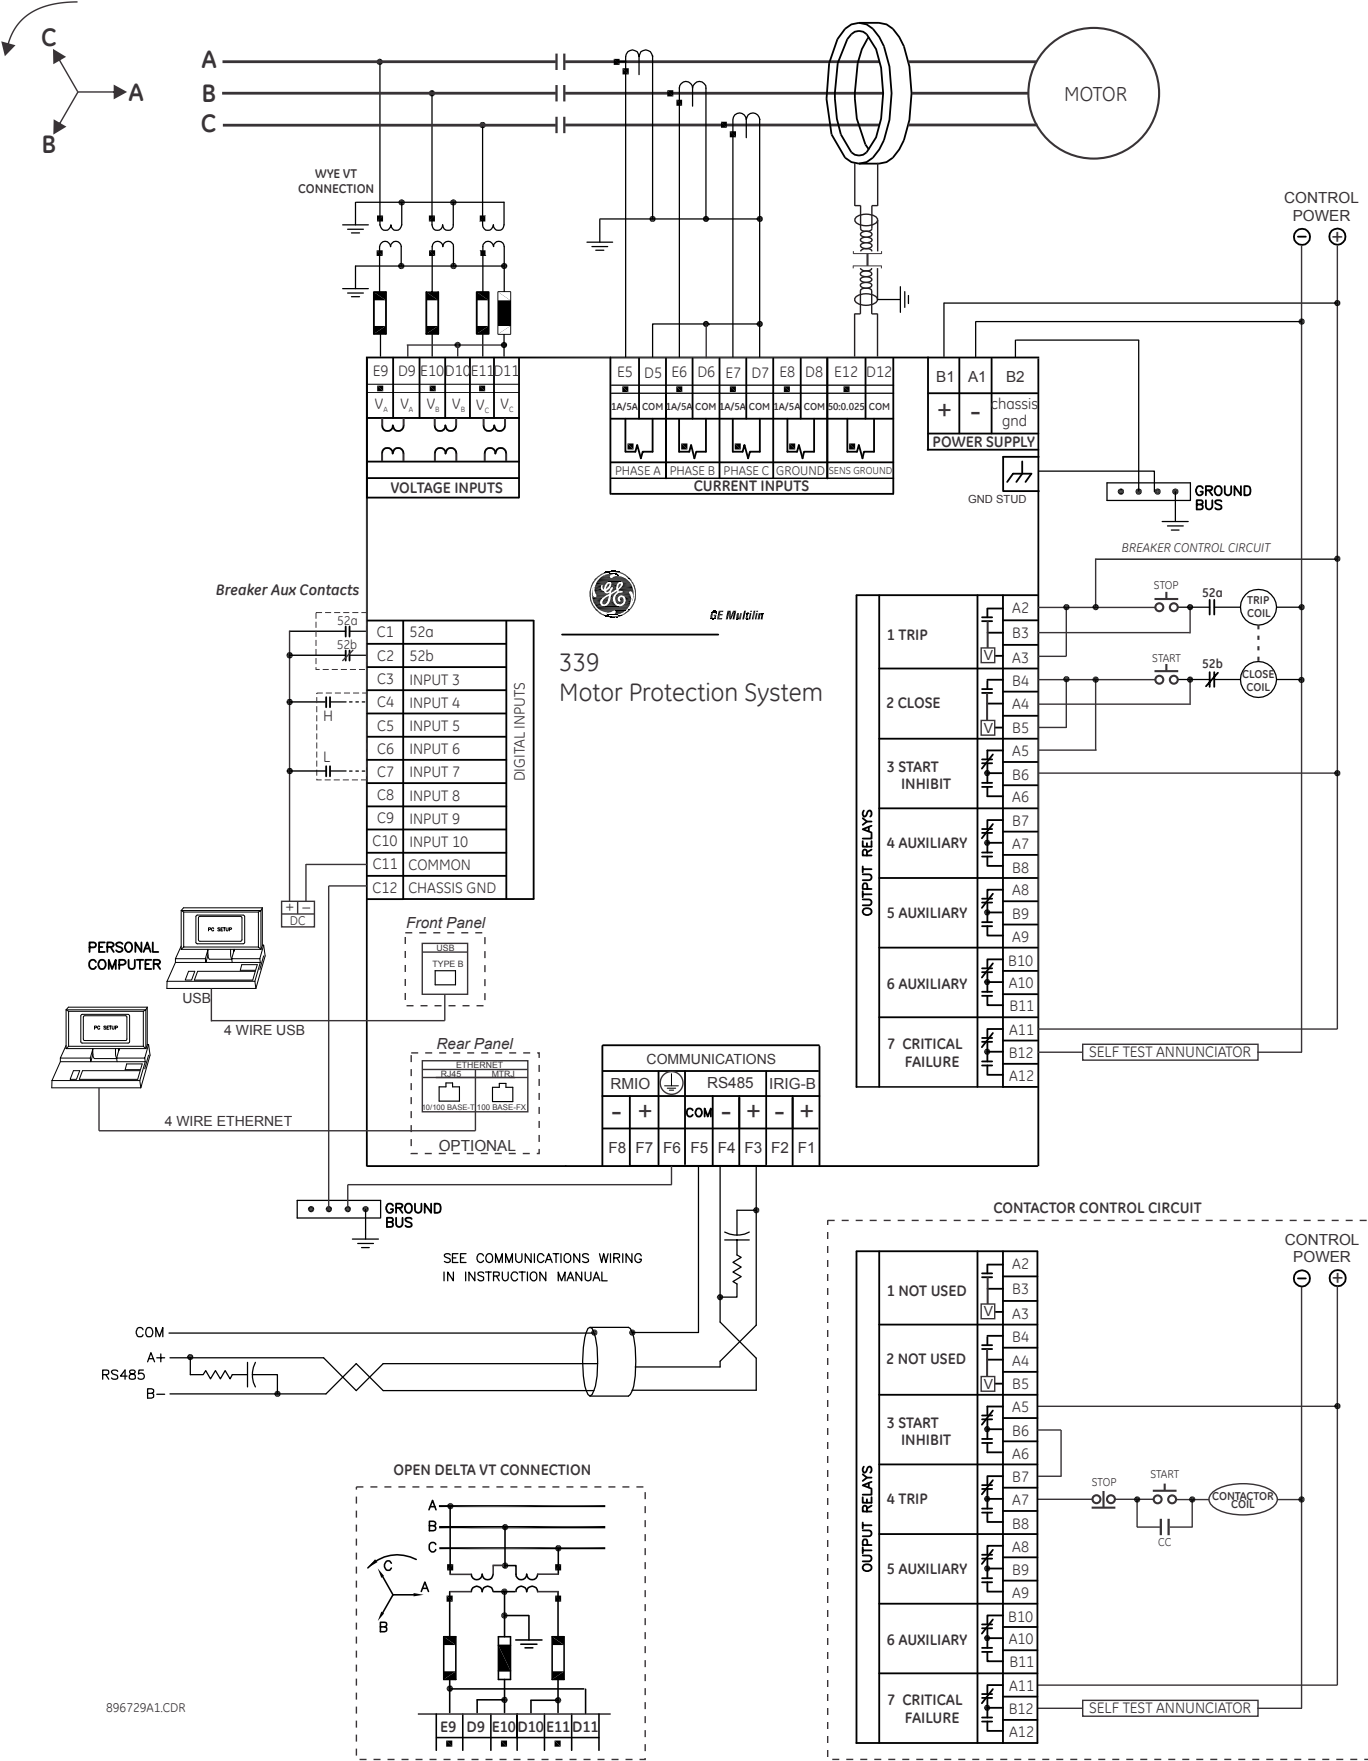 C
A
B
A
B
C
MOTOR
WYE VT
CONNECTION
CONTROL
POWER
− +
E9 D9 E10 D10 E11 D11
VA VA VB VB VC VC
VOLTAGE INPUTS
E5 D5 E6 D6 E7 D7 E8 D8 E12 D12
1A/5A COM 1A/5A COM 1A/5A COM 1A/5A COM 50:0.025 COM
PHASE A PHASE B PHASE C GROUND SENS GROUND
CURRENT INPUTS
B1 A1 B2
+ - chassis
gnd
POWER SUPPLY
GND STUD
GROUND
BUS
BREAKER CONTROL CIRCUIT
Breaker Aux Contacts
52a
52b
H
L
C1 52a
C2 52b
C3 INPUT 3
C4 INPUT 4
C5 INPUT 5
C6 INPUT 6
C7 INPUT 7
C8 INPUT 8
C9 INPUT 9
C10 INPUT 10
C11 COMMON
C12 CHASSIS GND
DIGITAL INPUTS
+ −
DC
GE Multilin
339
Motor Protection System
OUTPUT RELAYS
1 TRIP
V
A2
B3
A3
2 CLOSE
V
B4
A4
B5
3 START
INHIBIT
A5
B6
A6
4 AUXILIARY
B7
A7
B8
5 AUXILIARY
A8
B9
A9
6 AUXILIARY
B10
A10
B11
7 CRITICAL
FAILURE
A11
B12
A12
STOP
52a
TRIP
COIL
START
52b
CLOSE
COIL
SELF TEST ANNUNCIATOR
PERSONAL
COMPUTER
PC SETUP
USB
4 WIRE USB
PC SETUP
4 WIRE ETHERNET
Front Panel
USB
TYPE B
Rear Panel
ETHERNET
RJ45 MTRJ
10/100 BASE-T 100 BASE-FX
OPTIONAL
COMMUNICATIONS
RMIO RS485 IRIG-B
- + COM - + - +
F8 F7 F6 F5 F4 F3 F2 F1
GROUND
BUS
SEE COMMUNICATIONS WIRING
IN INSTRUCTION MANUAL
COM
A+
RS485
B−
OPEN DELTA VT CONNECTION
A
B
C
C
A
B
E9 D9 E10 D10 E11 D11
896729A1.CDR
CONTACTOR CONTROL CIRCUIT
CONTROL
POWER
− +
OUTPUT RELAYS
1 NOT USED
V
A2
B3
A3
2 NOT USED
V
B4
A4
B5
3 START
INHIBIT
A5
B6
A6
4 TRIP
B7
A7
B8
5 AUXILIARY
A8
B9
A9
6 AUXILIARY
B10
A10
B11
7 CRITICAL
FAILURE
A11
B12
A12
STOP
START
CC
CONTACTOR
COIL
SELF TEST ANNUNCIATOR